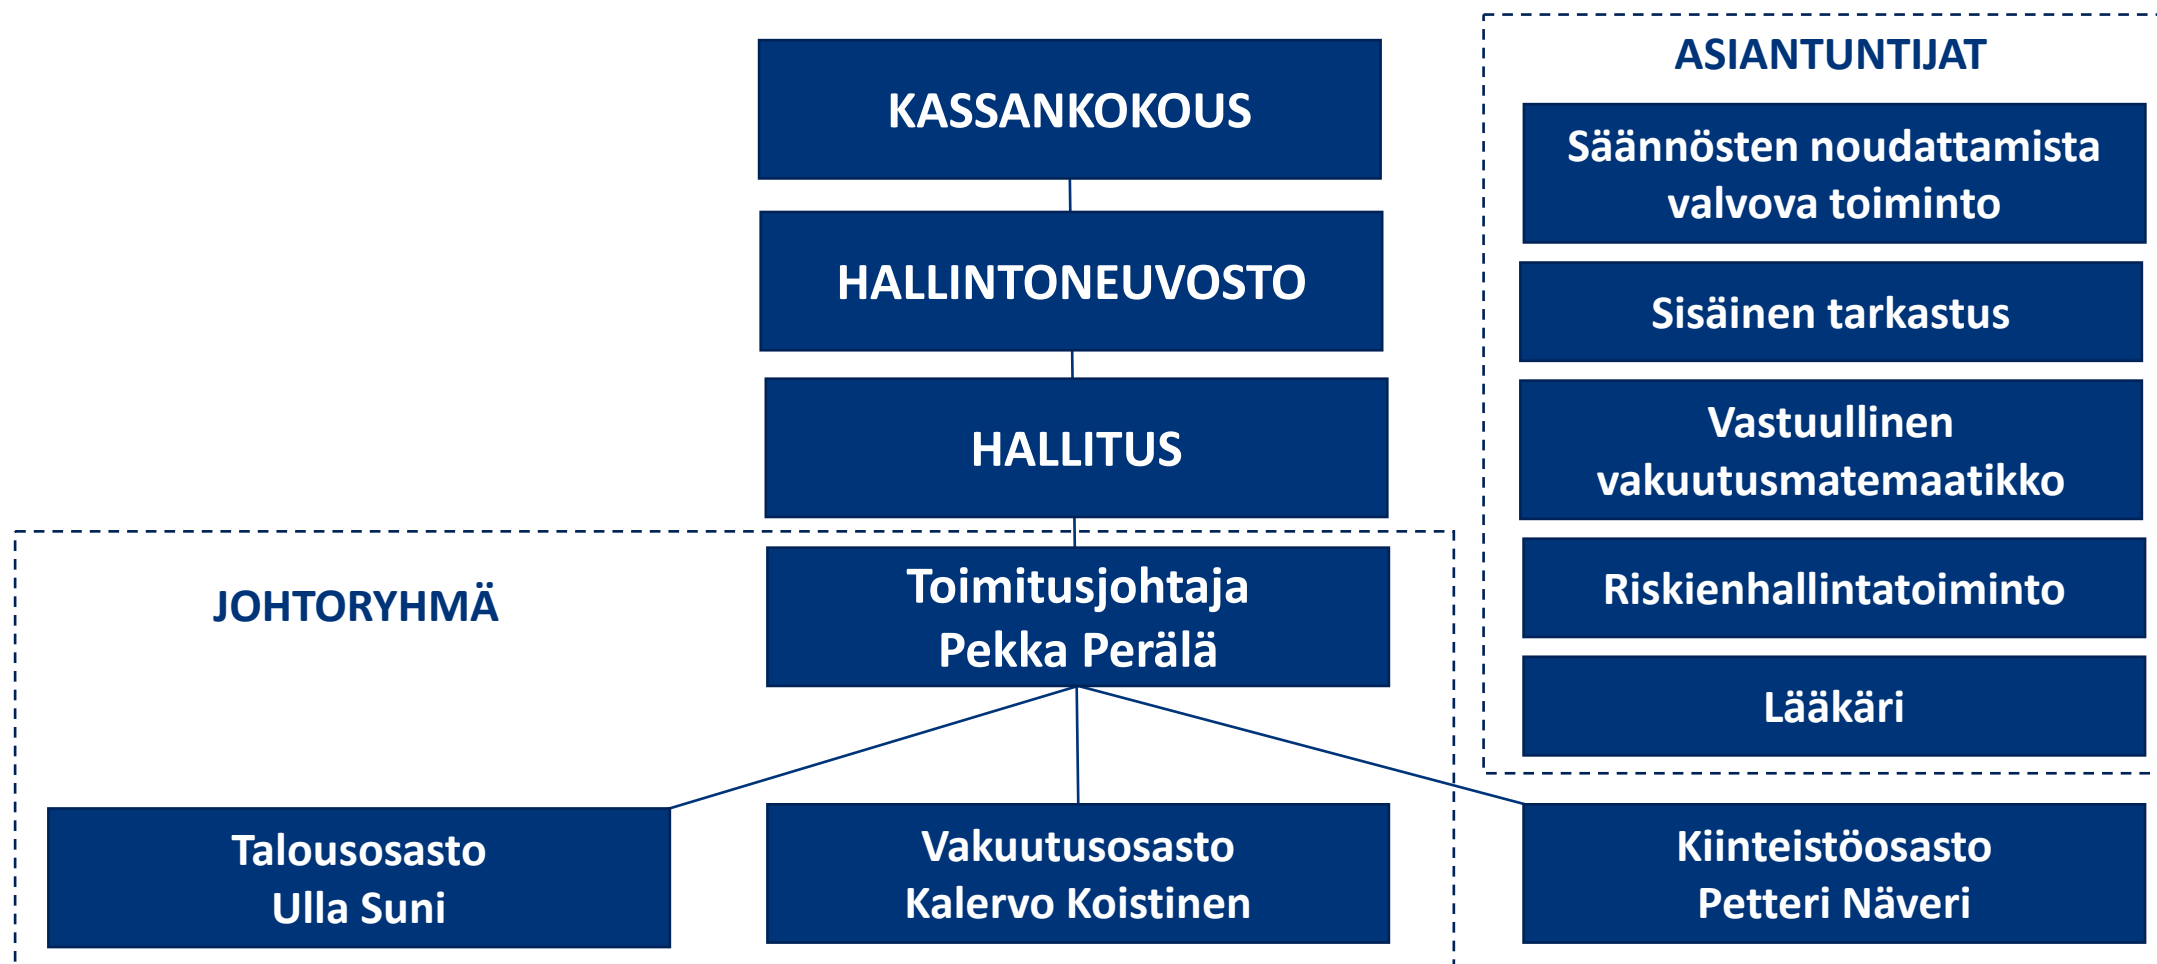 KASSANKOKOUS
HALLINTONEUVOSTO
HALLITUS
JOHTORYHMÄ
Toimitusjohtaja
Pekka Perälä
Talousosasto
Ulla Suni
Vakuutusosasto
Kalervo Koistinen
Kiinteistöosasto
Petteri Näveri
ASIANTUNTIJAT
Säännösten noudattamista
valvova toiminto
Sisäinen tarkastus
Vastuullinen
vakuutusmatemaatikko
Riskienhallintatoiminto
Lääkäri